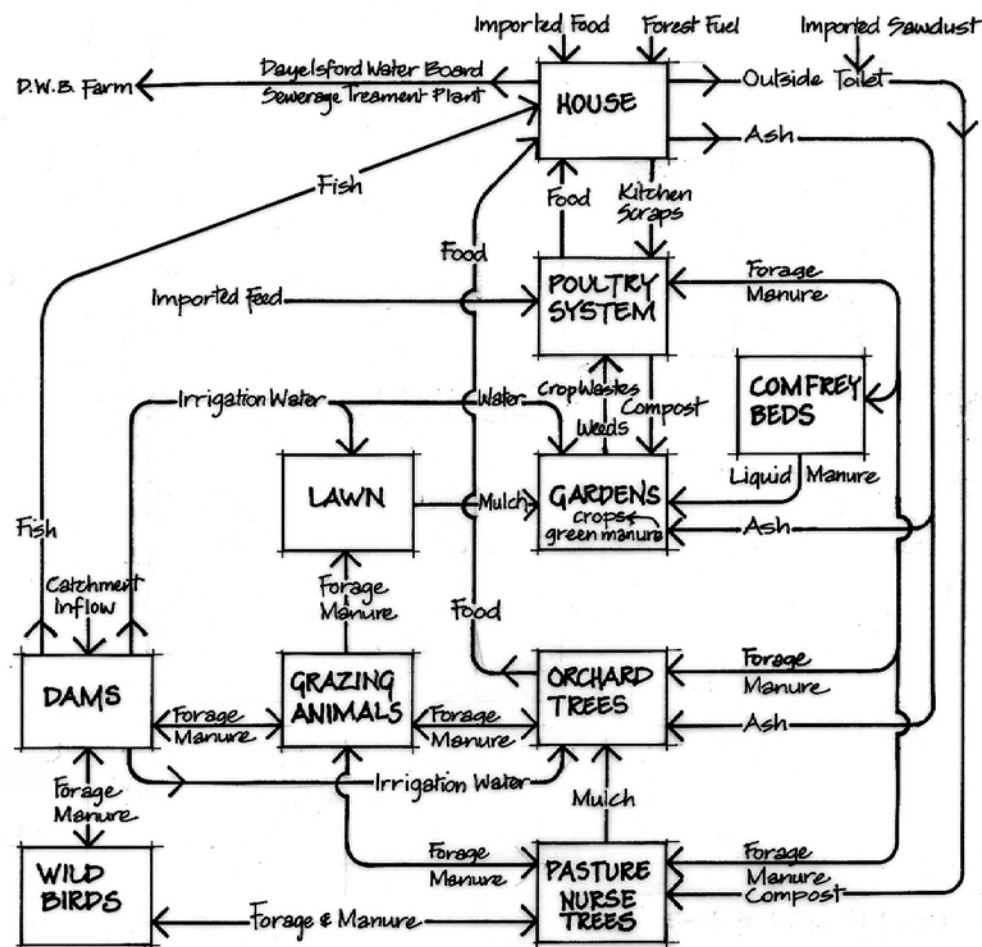 Imported Food
Forest Fuel
Imported Sawdust
D.W.B. Farm
Dayelsford Water Board
Sewerage Treament Plant
HOUSE
Outside Toilet
Ash
Fish
Food
Kitchen
Scraps
Food
Imported Feed
POULTRY
SYSTEM
Forage
Manure
Irrigation Water
Water
Crop Wastes
Weeds
Compost
COMFREY
BEDS
LAWN
Mulch
GARDENS
crops
green manure
Liquid Manure
Ash
Fish
Catchment
Inflow
Forage
Manure
Food
DAMS
Forage
Manure
GRAZING
ANIMALS
Forage
Manure
ORCHARD
TREES
Forage
Manure
Ash
Irrigation Water
Forage
Manure
Mulch
WILD
BIRDS
Forage
Manure
PASTURE
NURSE
TREES
Forage
Manure
Compost
Forage & Manure